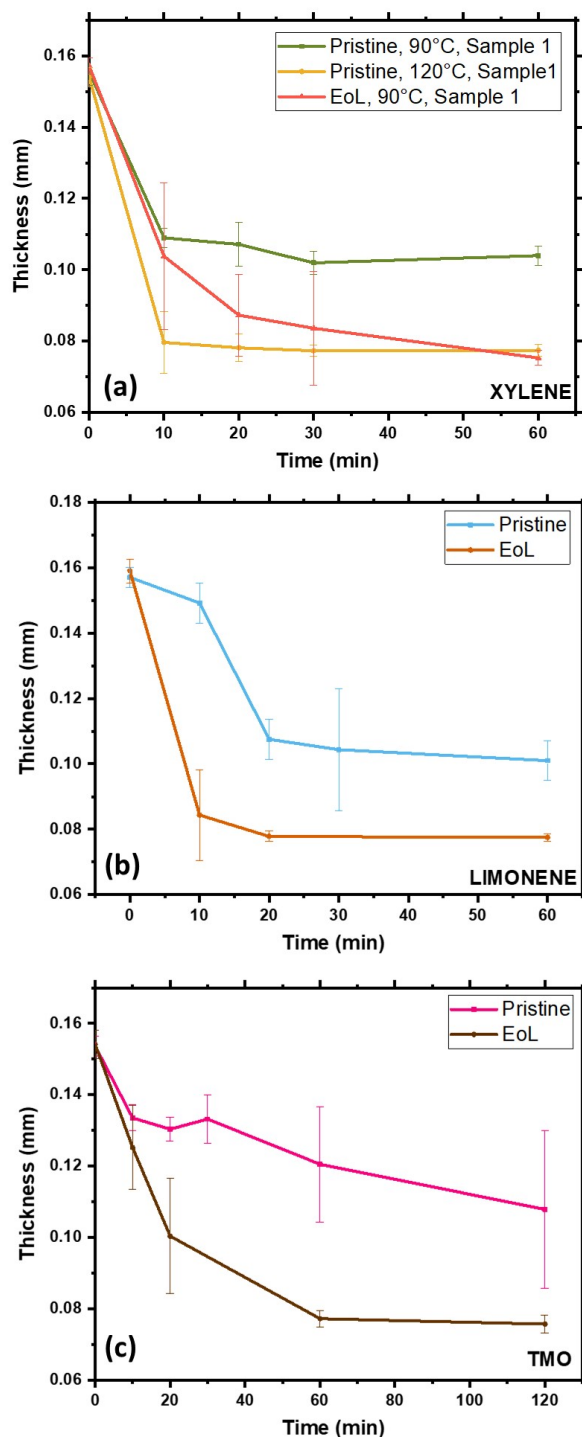 0.16
0.14
0.12
0.10
0.08
0.06
Thickness (mm)
Pristine, 90°C, Sample 1
Pristine, 120°C, Sample1
EoL, 90°C, Sample 1
(a)
XYLENE
0 10 20 30 40 50 60
Time (min)
0.18
0.16
0.14
0.12
0.10
0.08
0.06
Thickness (mm)
Pristine
EoL
(b)
LIMONENE
0 10 20 30 40 50 60
Time (min)
0.16
0.14
0.12
0.10
0.08
0.06
Thickness (mm)
Pristine
EoL
(c)
TMO
0 20 40 60 80 100 120
Time (min)